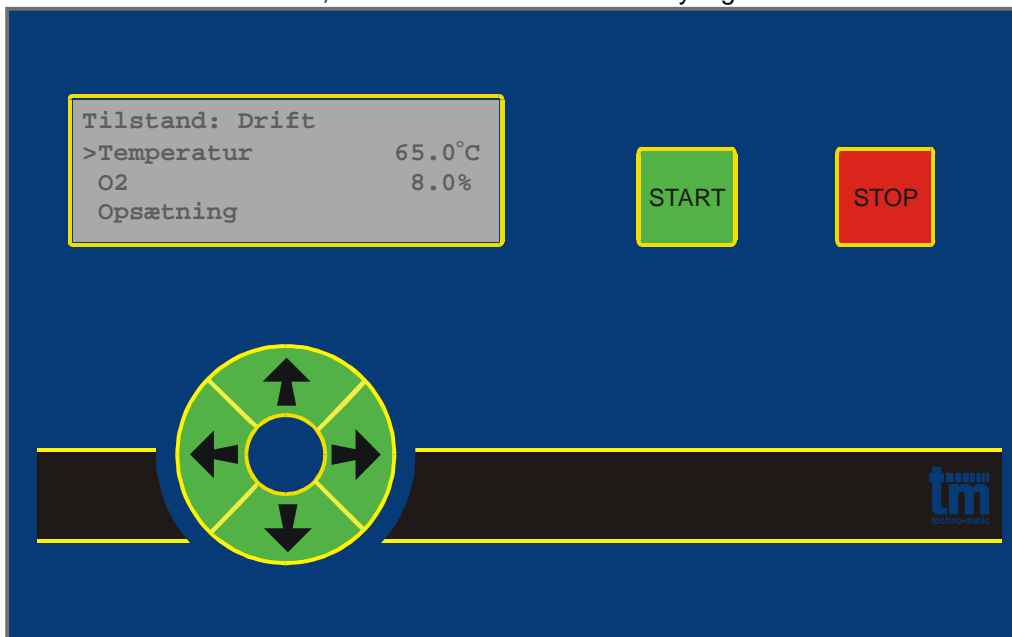 Tilstand: Drift
>Temperatur 65.0°C
O2 8.0%
Opsætning
START
STOP
tm
techno-matic